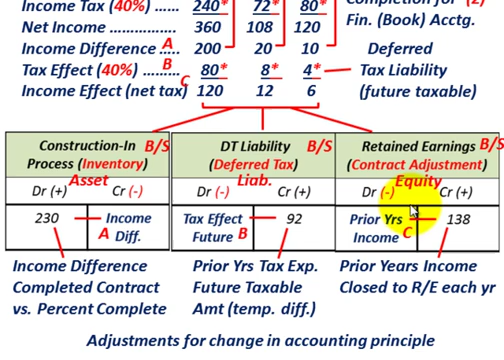 Income Tax (40%) ...... 240* 72* 80* Completion for (2)
Net Income ................ 360 108 120 Fin. (Book) Acctg.
Income Difference A .... 200 20 10 Deferred
Tax Effect (40%) ...B...... 80* 8* 4* Tax Liability
Income Effect (net tax) C 120 12 6 (future taxable)
Construction-In B/S
Process (Inventory)
Asset
Dr (+) Cr (-)
230 Income
A Diff.
DT Liability B/S
(Deferred Tax)
Liab.
Dr (-) Cr (+)
Tax Effect 92
Future B
Retained Earnings B/S
(Contract Adjustment)
Equity
Dr (-) Cr (+)
Prior Yrs 138
Income C
Income Difference
Completed Contract
vs. Percent Complete
Prior Yrs Tax Exp.
Future Taxable
Amt (temp. diff.)
Prior Years Income
Closed to R/E each yr
Adjustments for change in accounting principle